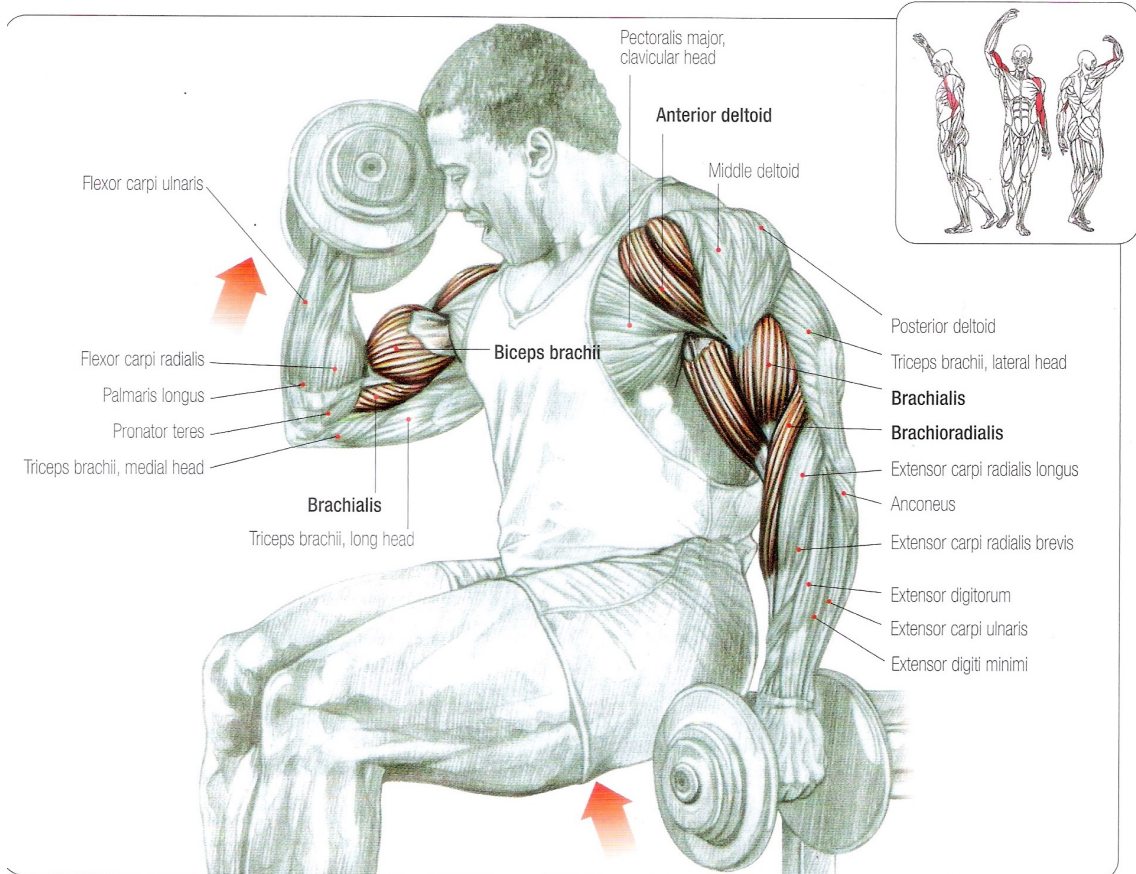 Pectoralis major,
clavicular head
Anterior deltoid
Middle deltoid
Flexor carpi ulnaris
Posterior deltoid
Flexor carpi radialis
Biceps brachii
Triceps brachii, lateral head
Palmaris longus
Brachialis
Pronator teres
Brachioradialis
Triceps brachii, medial head
Extensor carpi radialis longus
Brachialis
Anconeus
Triceps brachii, long head
Extensor carpi radialis brevis
Extensor digitorum
Extensor carpi ulnaris
Extensor digiti minimi